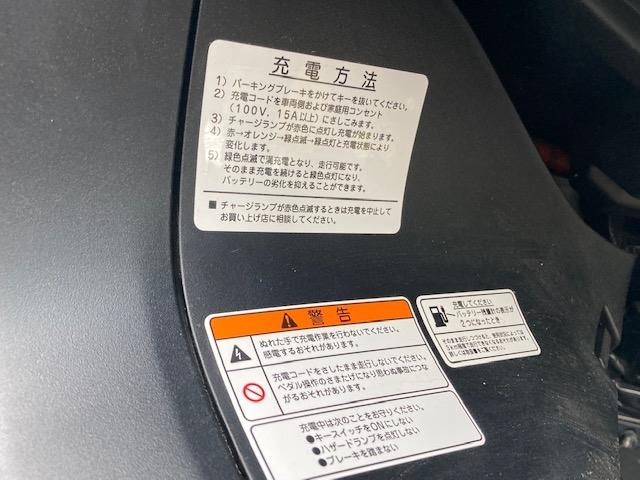 充電方法
1）パーキングブレーキをかけてキーを抜いてください。
2）充電コードを車両側および家庭用コンセント
（100V，15A以上）にさしこみます。
3）チャージランプが赤色に点灯し充電が始まります。
4）赤→オレンジ→緑点滅→緑点灯と充電状態により
変化します。
5）緑色点滅で満充電となり、走行可能です。
そのまま充電を続けると緑色点灯になり、
バッテリーの劣化を抑えることができます。
■ チャージランプが赤色点滅するときは充電を中止して
お買い上げ店に相談してください。
警告
ぬれた手で充電作業を行わないでください。
感電するおそれがあります。
充電コードをさしたまま走行しないでください。
ペダル操作のさまたげになり思わぬ事故につな
がるおそれがあります。
充電中は次のことをお守りください。
●キースイッチをONにしない
●ハザードランプを点灯しない
●ブレーキを踏まない
充電してください
バッテリー残量計の表示が
2つになったとき